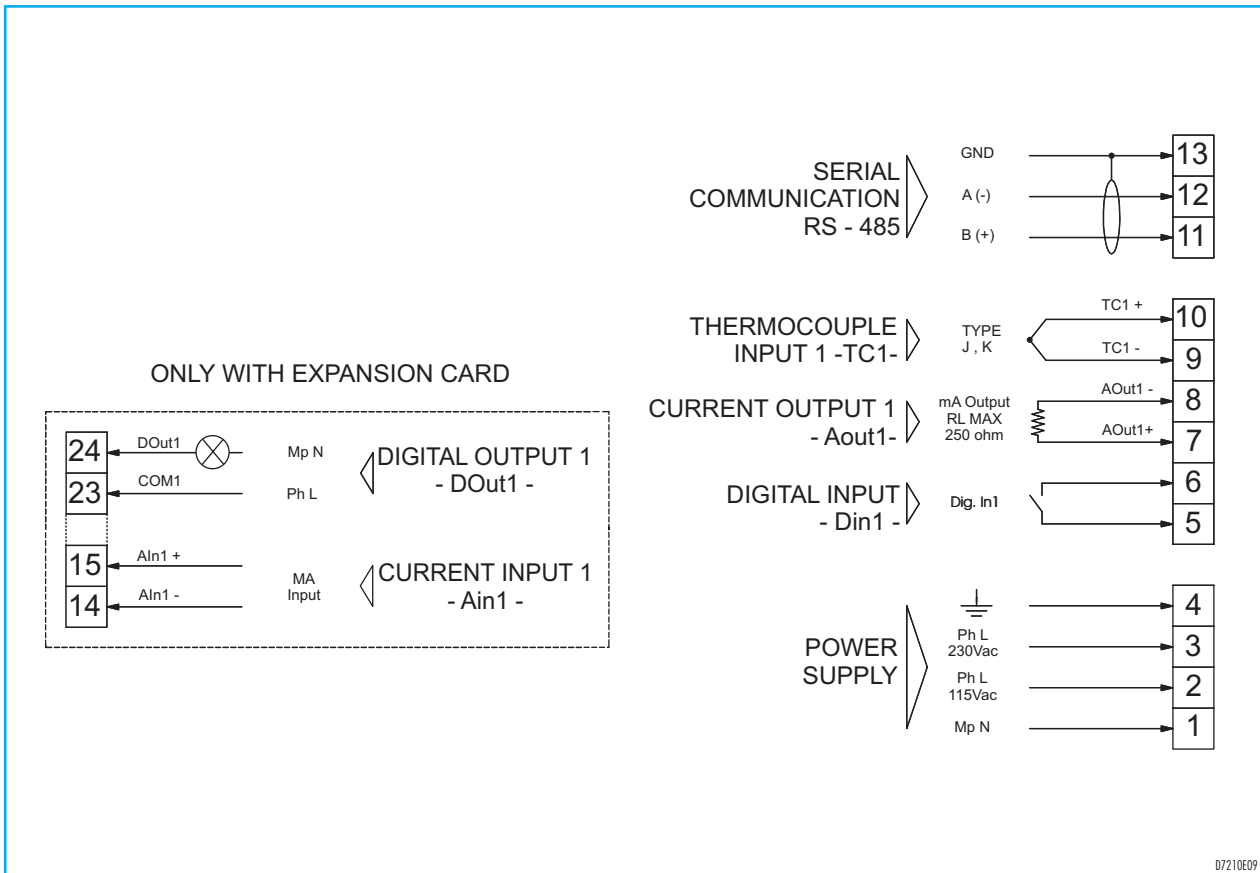 ONLY WITH EXPANSION CARD
24
DOut1
Mp N
23
COM1
Ph L
DIGITAL OUTPUT 1
- DOut1 -
15
AIn1 +
14
AIn1 -
MA
Input
CURRENT INPUT 1
- Ain1 -
SERIAL
COMMUNICATION
RS - 485
GND
13
A (-)
12
B (+)
11
THERMOCOUPLE
INPUT 1 -TC1-
TYPE
J , K
TC1 +
10
TC1 -
9
CURRENT OUTPUT 1
- Aout1-
mA Output
RL MAX
250 ohm
AOut1 -
8
AOut1+
7
DIGITAL INPUT
- Din1 -
Dig. In1
6
5
POWER
SUPPLY
4
Ph L
230Vac
3
Ph L
115Vac
2
Mp N
1
D7210E09